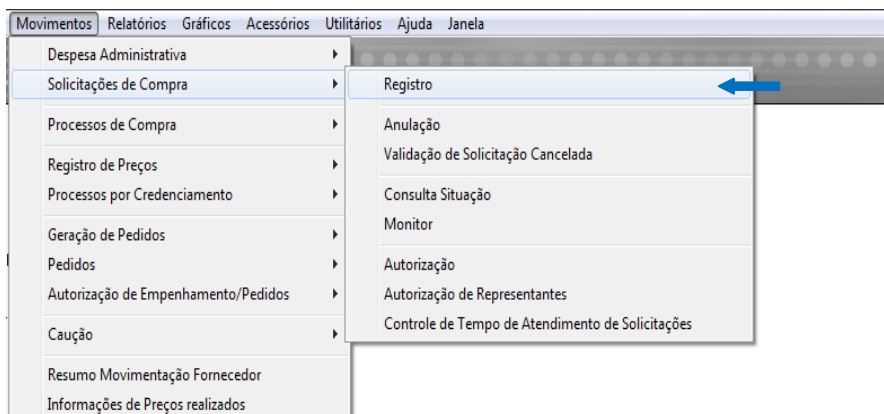 Movimentos Relatórios Gráficos Acessórios Utilitários Ajuda Janela
Despesa Administrativa
Solicitações de Compra
Processos de Compra
Registro de Preços
Processos por Credenciamento
Geração de Pedidos
Pedidos
Autorização de Empenhamento/Pedidos
Caução
Resumo Movimentação Fornecedor
Informações de Preços realizados
Registro
Anulação
Validação de Solicitação Cancelada
Consulta Situação
Monitor
Autorização
Autorização de Representantes
Controle de Tempo de Atendimento de Solicitações